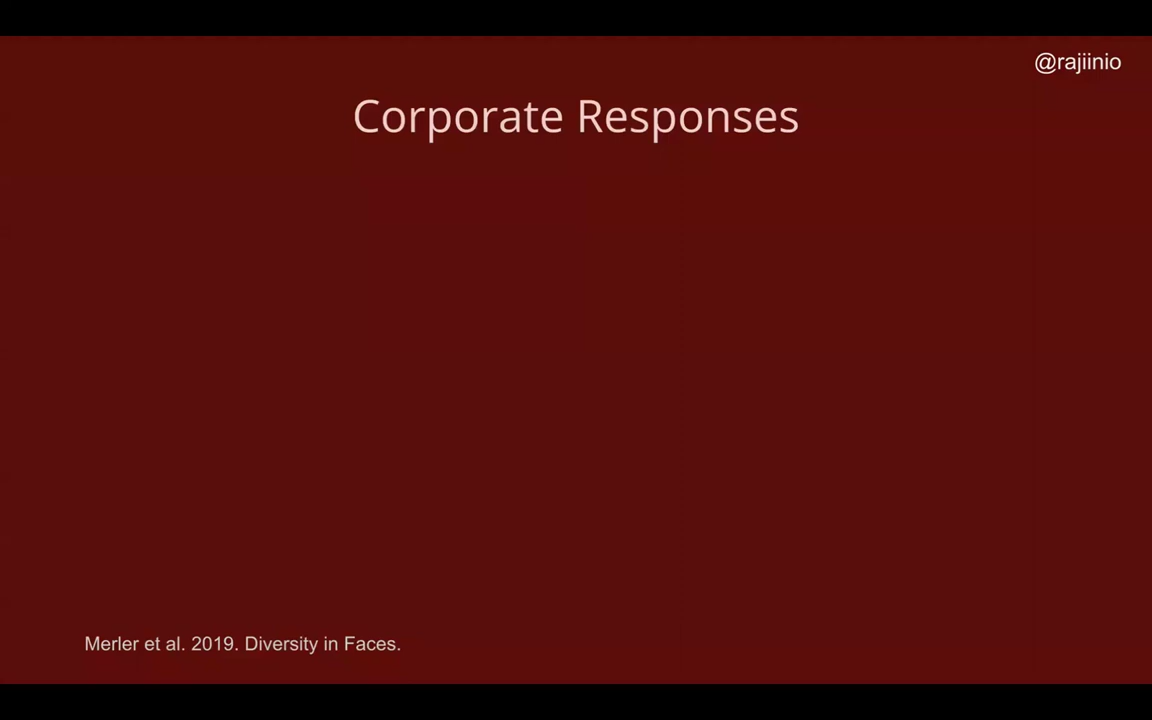 @rajiinio
Corporate Responses
Merler et al. 2019. Diversity in Faces.